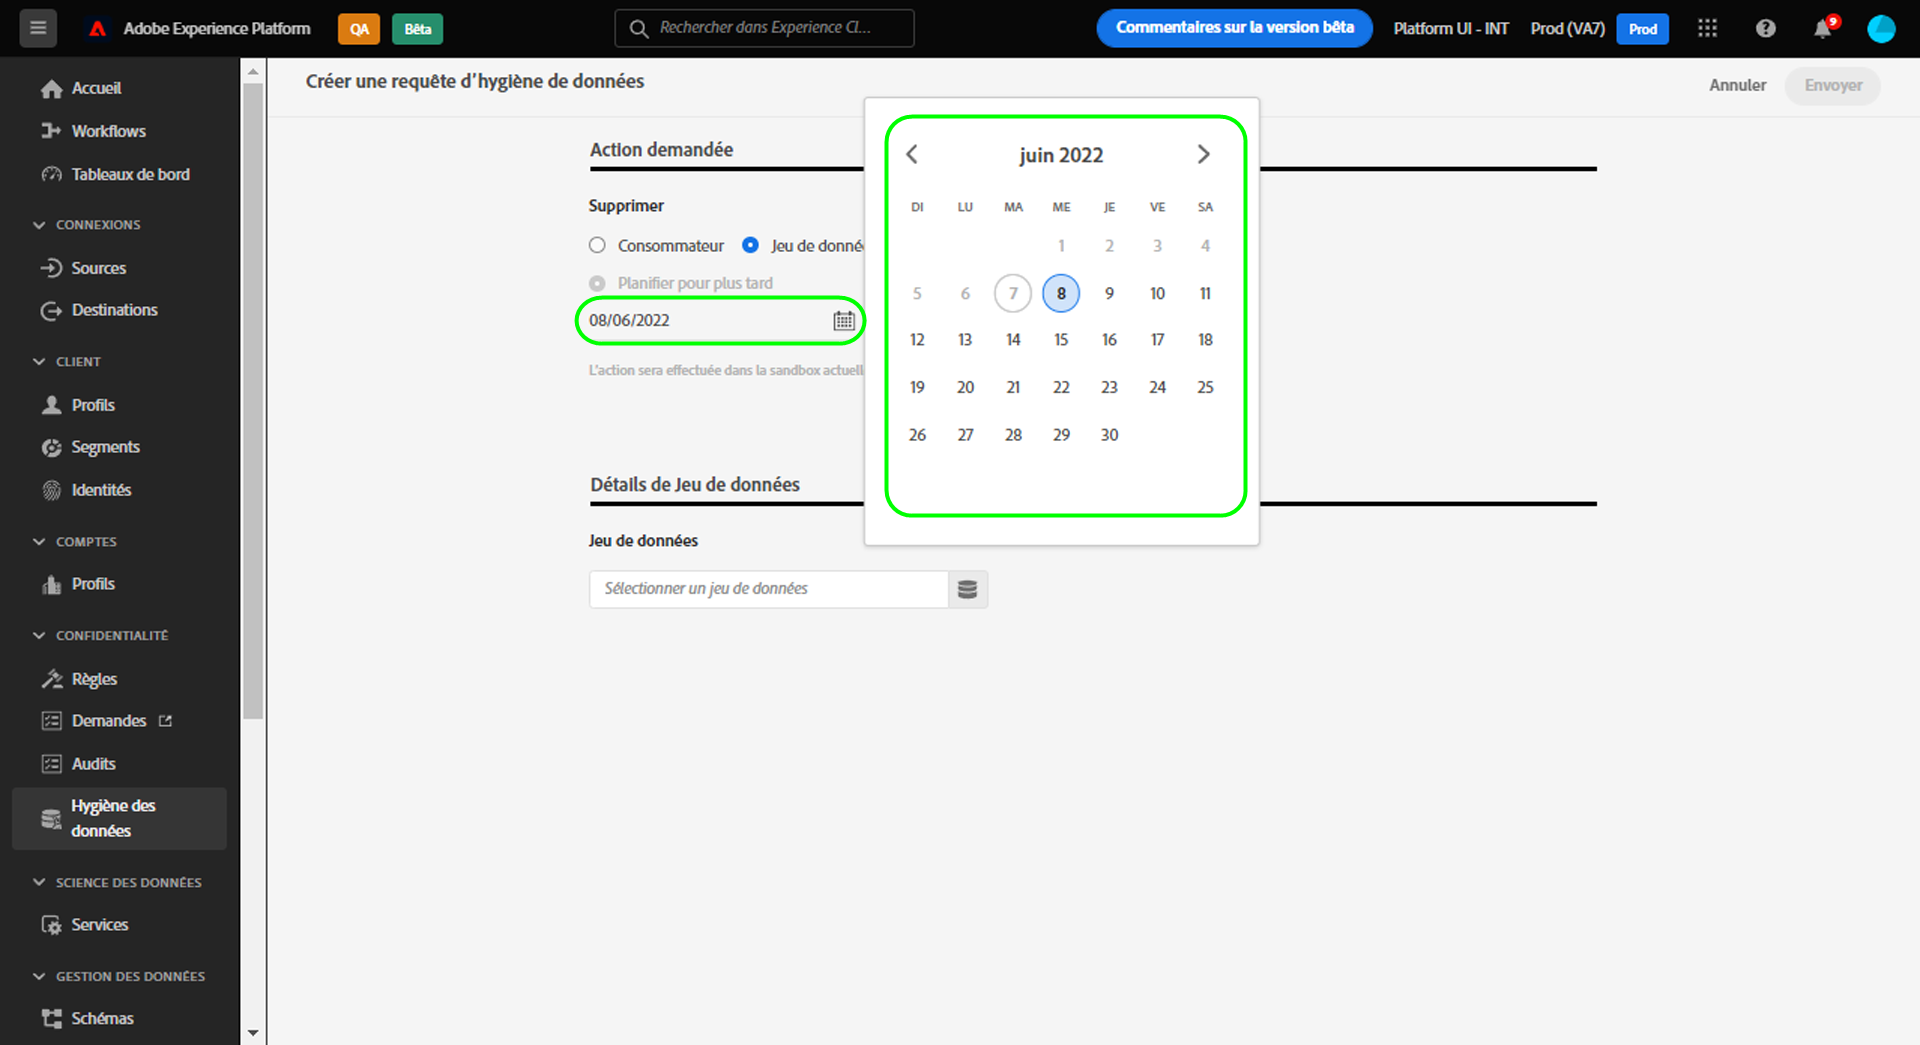 Adobe Experience Platform
QA
Bêta
Rechercher dans Experience Cl...
Commentaires sur la version bêta
Platform UI - INT
Prod (VA7)
Prod
9
Accueil
Workflows
Tableaux de bord
CONNEXIONS
Sources
Destinations
CLIENT
Profils
Segments
Identités
COMPTES
Profils
CONFIDENTIALITÉ
Règles
Demandes
Audits
Hygiène des
données
SCIENCE DES DONNÉES
Services
GESTION DES DONNÉES
Schémas
Créer une requête d'hygiène de données
Annuler
Envoyer
Action demandée
Supprimer
Consommateur
Jeu de donné
Planifier pour plus tard
08/06/2022
L'action sera effectuée dans la sandbox actuell
juin 2022
DI LU MA ME JE VE SA
1 2 3 4
5 6 7 8 9 10 11
12 13 14 15 16 17 18
19 20 21 22 23 24 25
26 27 28 29 30
Détails de Jeu de données
Jeu de données
Sélectionner un jeu de données